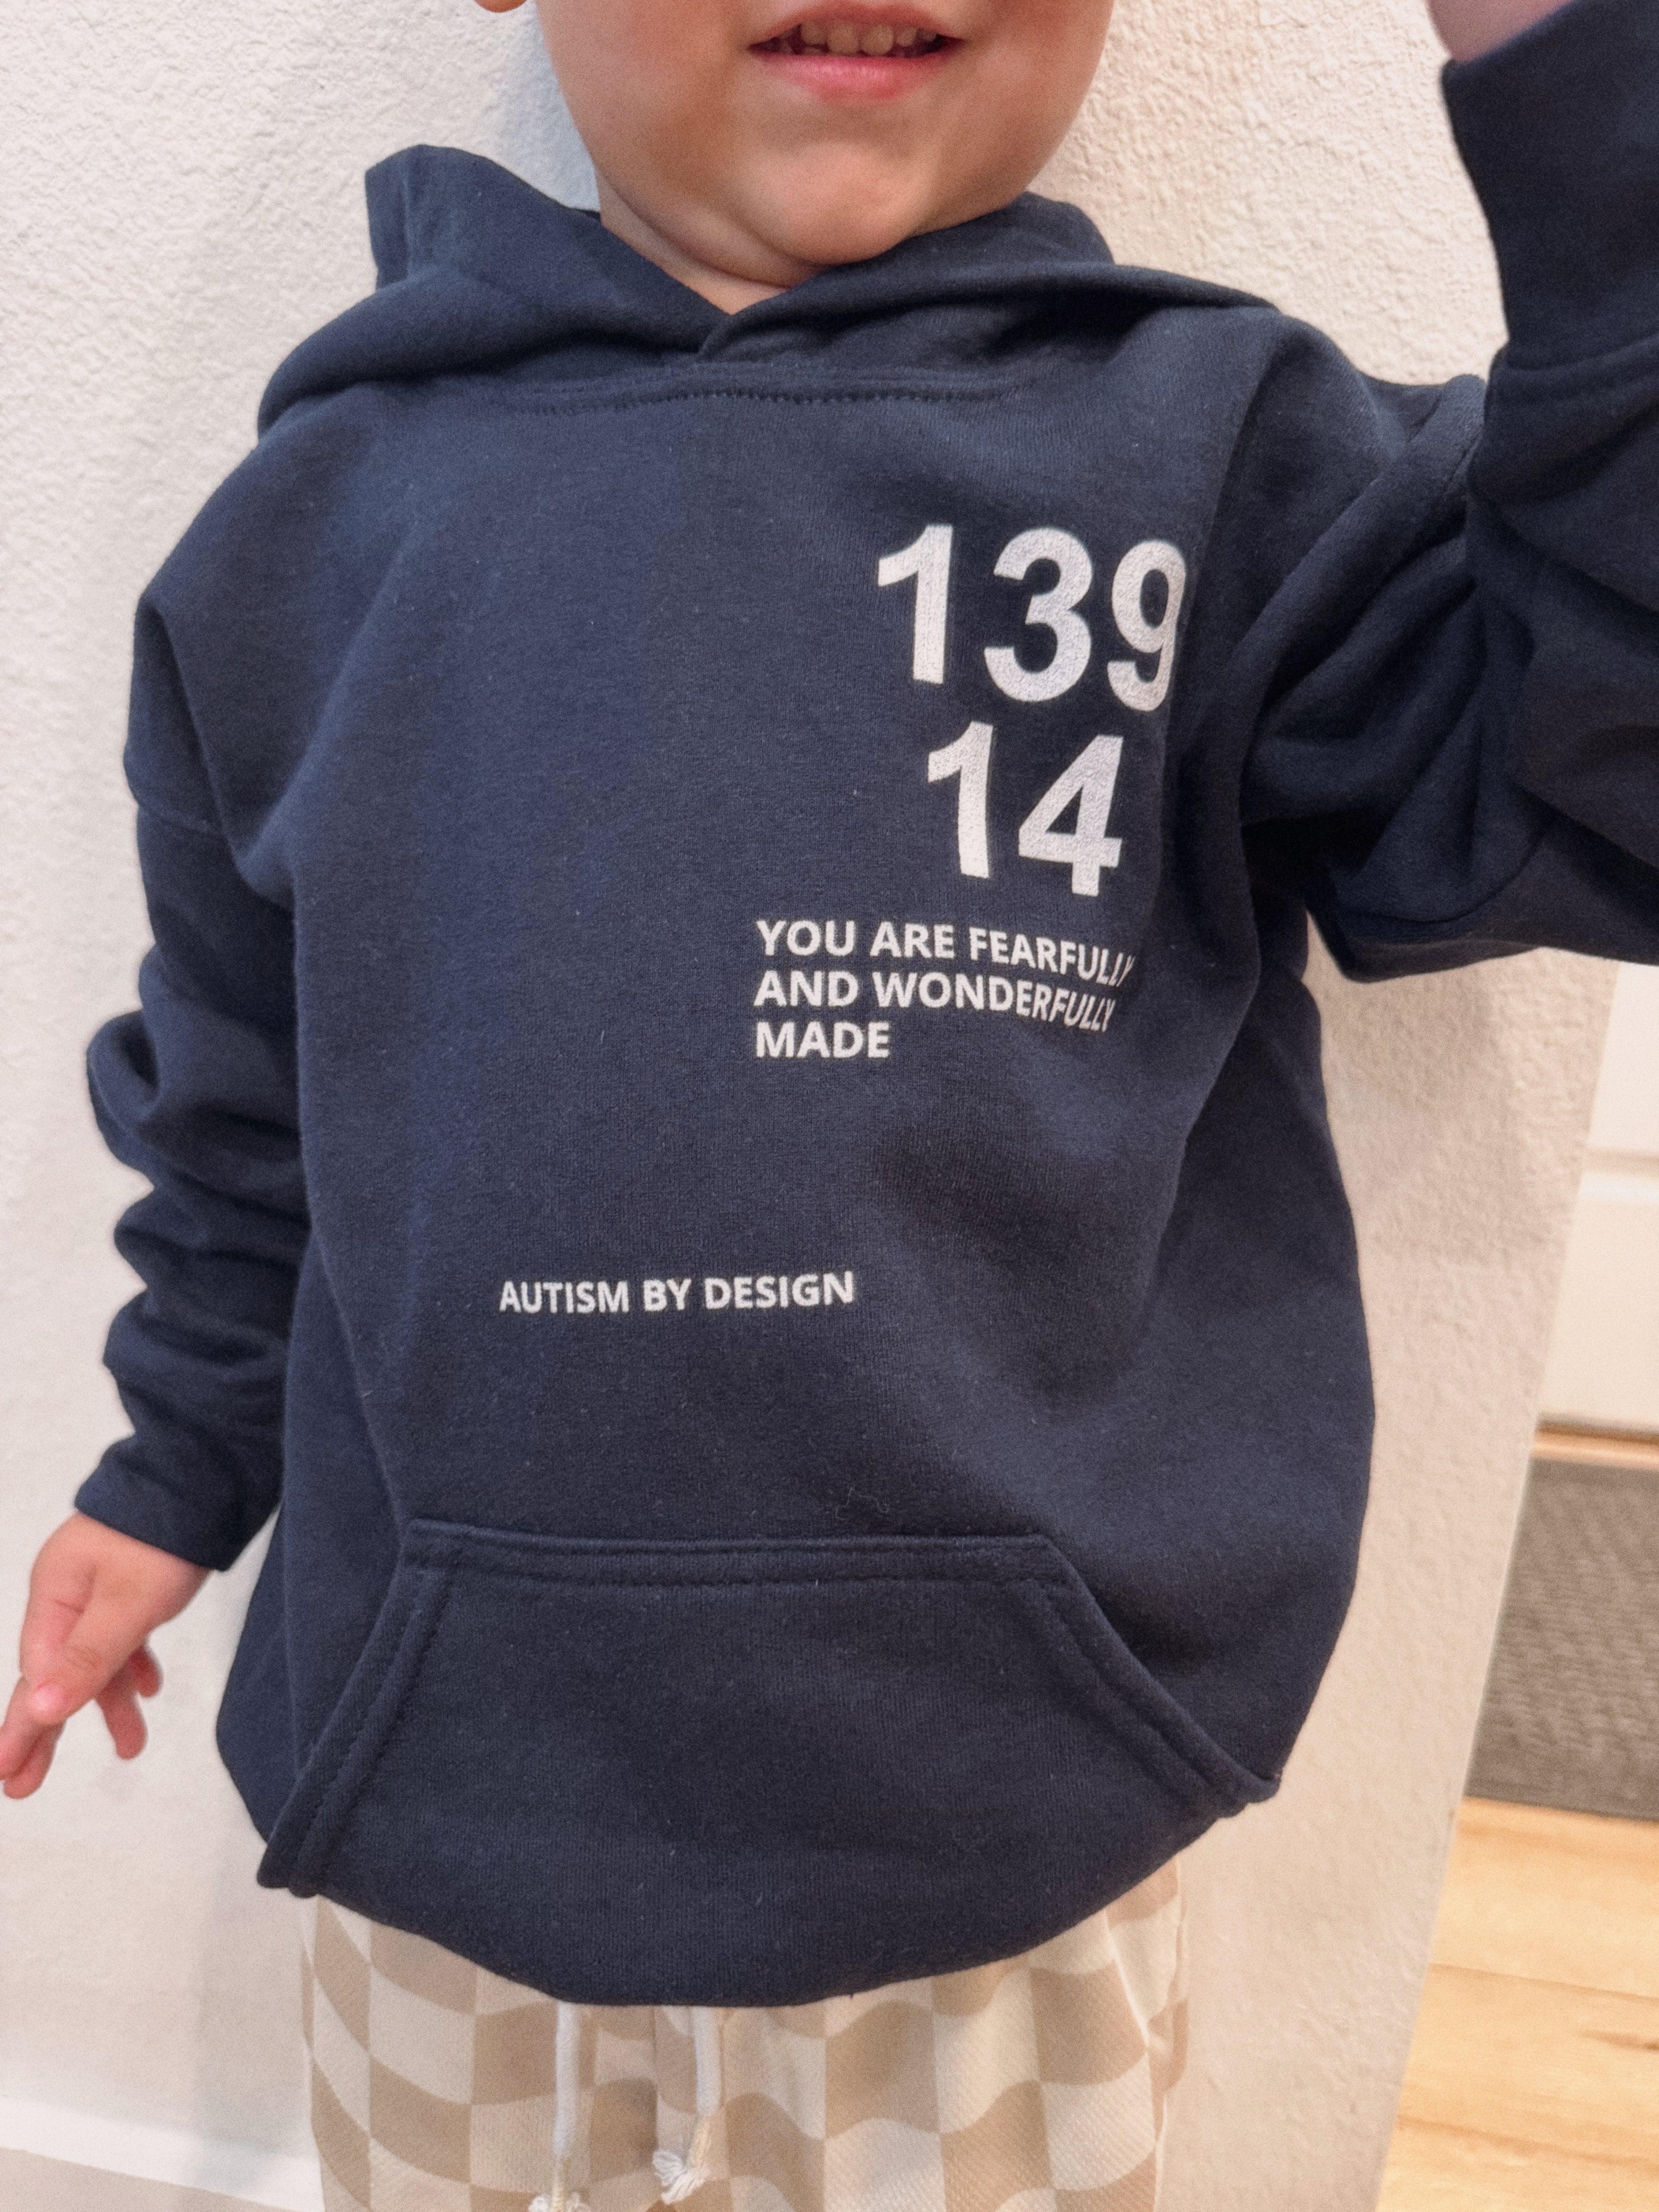 139
14
YOU ARE FEARFULLY
AND WONDERFULLY
MADE
AUTISM BY DESIGN